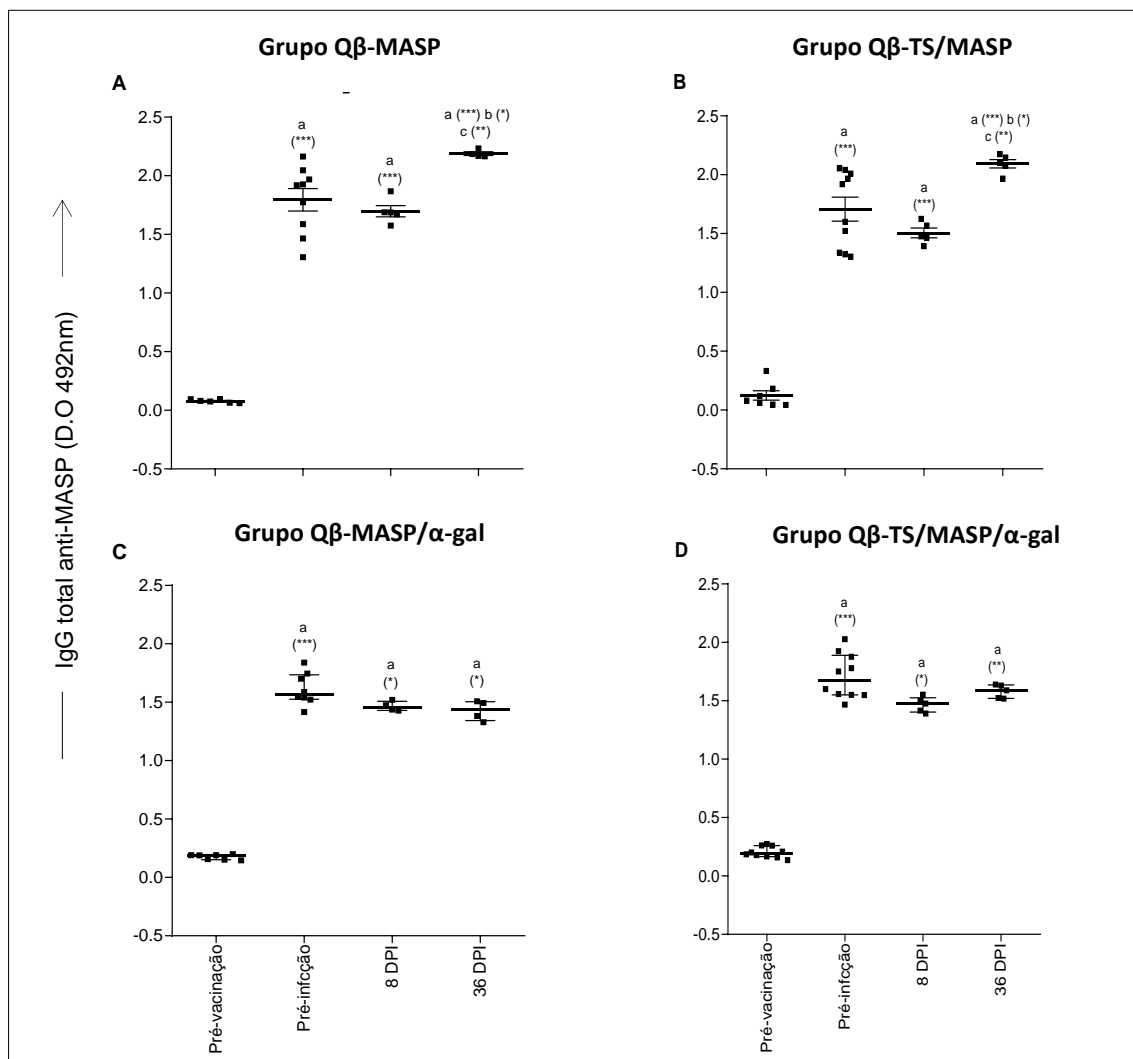 Grupo Qβ-MASP
A
a
(***)
a
(***)
a (***) b (*)
c (**)
2.5
2.0
1.5
1.0
0.5
0.0
-0.5
Grupo Qβ-TS/MASP
B
a
(***)
a
(***)
a (***) b (*)
c (**)
2.5
2.0
1.5
1.0
0.5
0.0
-0.5
IgG total anti-MASP (D.O 492nm)
Grupo Qβ-MASP/α-gal
C
a
(***)
a
(*)
a
(*)
2.5
2.0
1.5
1.0
0.5
0.0
-0.5
Pré-vacinação
Pré-infcção
8 DPI
36 DPI
Grupo Qβ-TS/MASP/α-gal
D
a
(***)
a
(*)
a
(**)
2.5
2.0
1.5
1.0
0.5
0.0
-0.5
Pré-vacinação
Pré-infcção
8 DPI
36 DPI